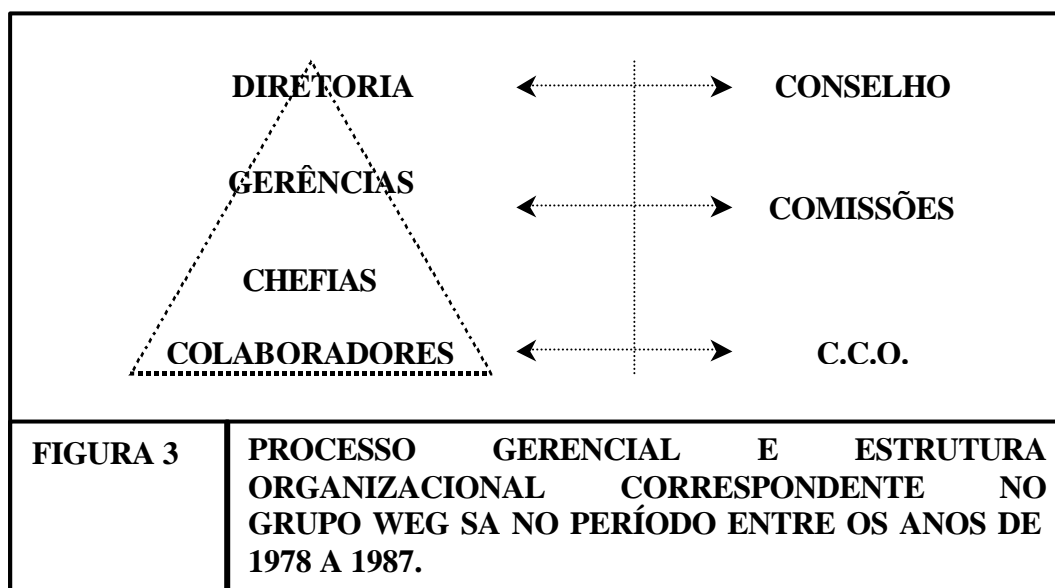 DIRETORIA
CONSELHO
GERÊNCIAS
COMISSÕES
CHEFIAS
COLABORADORES
C.C.O.
FIGURA 3
PROCESSO GERENCIAL E ESTRUTURA
ORGANIZACIONAL CORRESPONDENTE NO
GRUPO WEG SA NO PERÍODO ENTRE OS ANOS DE
1978 A 1987.